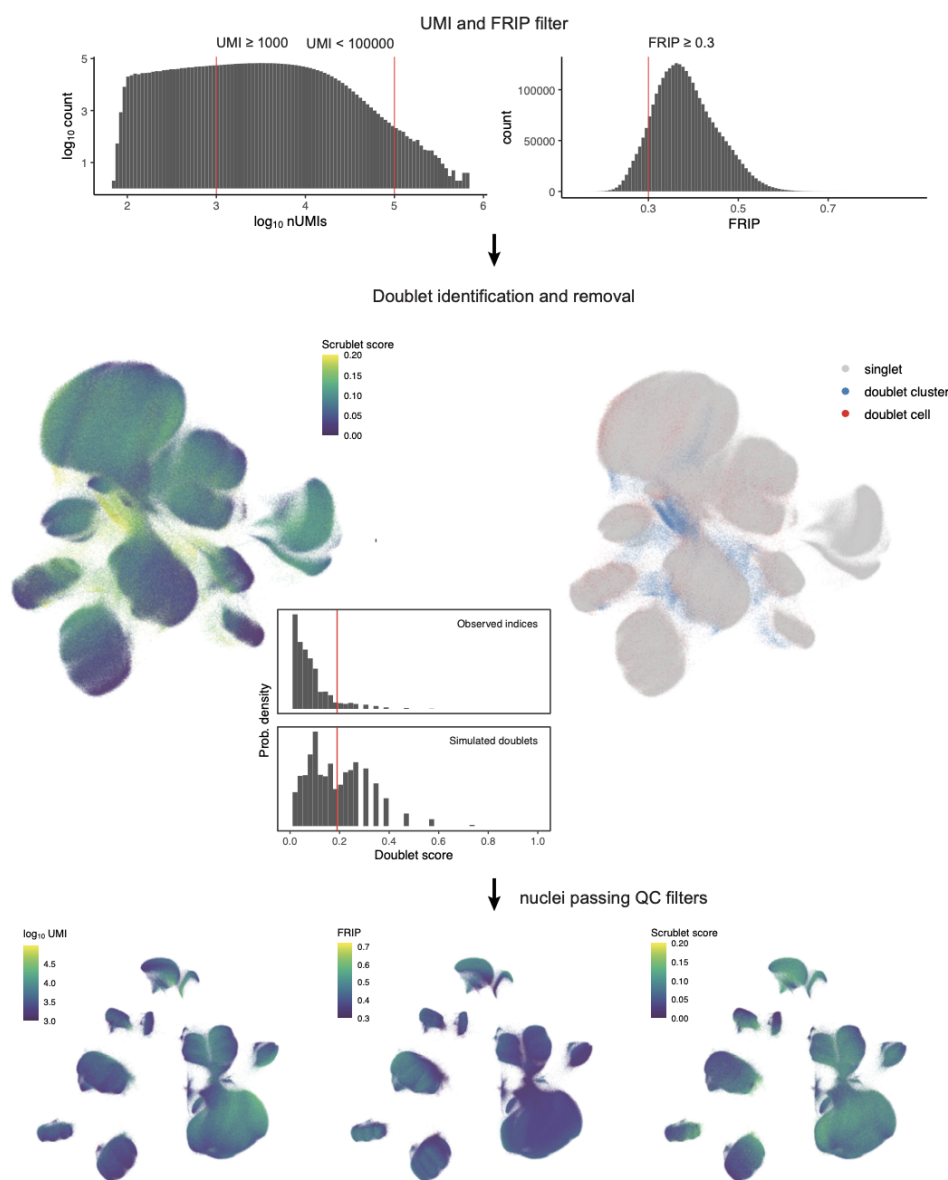 UMI and FRIP filter
UMI ≥ 1000 UMI < 100000
FRIP ≥ 0.3
5
3
1
log₁₀ count
2 3 4 5 6
log₁₀ nUMIs
100000
50000
0
count
0.3 0.5 0.7
FRIP
Doublet identification and removal
Scrublet score
0.20
0.15
0.10
0.05
0.00
singlet
doublet cluster
doublet cell
Observed indices
Simulated doublets
Prob. density
0.0 0.2 0.4 0.6 0.8 1.0
Doublet score
nuclei passing QC filters
log₁₀ UMI
4.5
4.0
3.5
3.0
FRIP
0.7
0.6
0.5
0.4
0.3
Scrublet score
0.20
0.15
0.10
0.05
0.00